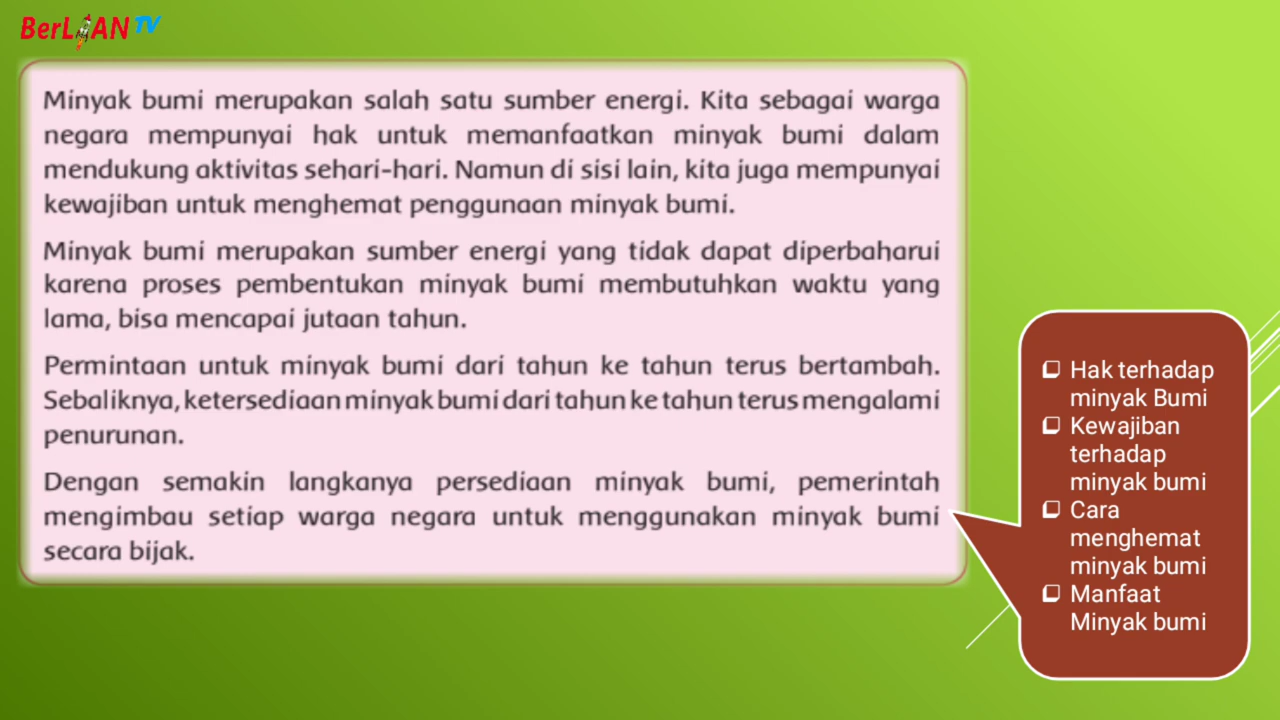 BerLIAN TV
Minyak bumi merupakan salah satu sumber energi. Kita sebagai warga
negara mempunyai hak untuk memanfaatkan minyak bumi dalam
mendukung aktivitas sehari-hari. Namun di sisi lain, kita juga mempunyai
kewajiban untuk menghemat penggunaan minyak bumi.
Minyak bumi merupakan sumber energi yang tidak dapat diperbaharui
karena proses pembentukan minyak bumi membutuhkan waktu yang
lama, bisa mencapai jutaan tahun.
Permintaan untuk minyak bumi dari tahun ke tahun terus bertambah.
Sebaliknya, ketersediaan minyak bumi dari tahun ke tahun terus mengalami
penurunan.
Dengan semakin langkanya persediaan minyak bumi, pemerintah
mengimbau setiap warga negara untuk menggunakan minyak bumi
secara bijak.
Hak terhadap
minyak Bumi
Kewajiban
terhadap
minyak bumi
Cara
menghemat
minyak bumi
Manfaat
Minyak bumi